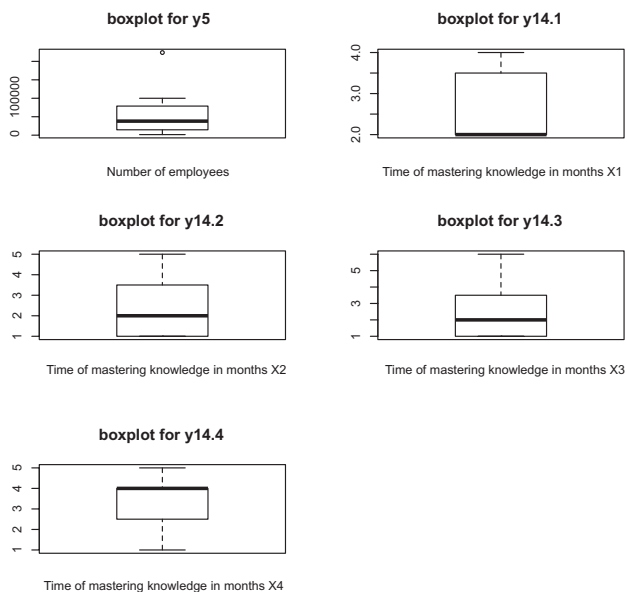 boxplot for y5
0
100000
Number of employees
boxplot for y14.1
2.0
3.0
4.0
Time of mastering knowledge in months X1
boxplot for y14.2
1
2
3
4
5
Time of mastering knowledge in months X2
boxplot for y14.3
1
3
5
Time of mastering knowledge in months X3
boxplot for y14.4
1
2
3
4
5
Time of mastering knowledge in months X4